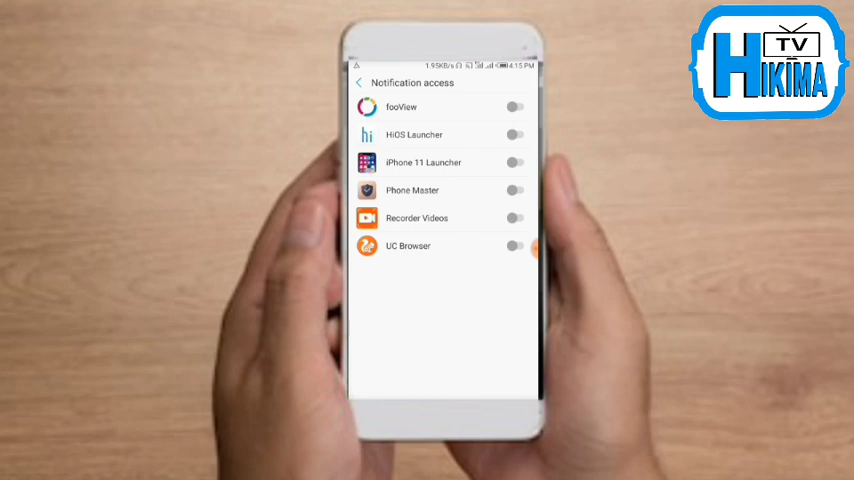 TV
HIKIMA
1.95KB/s 4:15 PM
Notification access
fooView
hi
HiOS Launcher
iPhone 11 Launcher
Phone Master
Recorder Videos
UC Browser